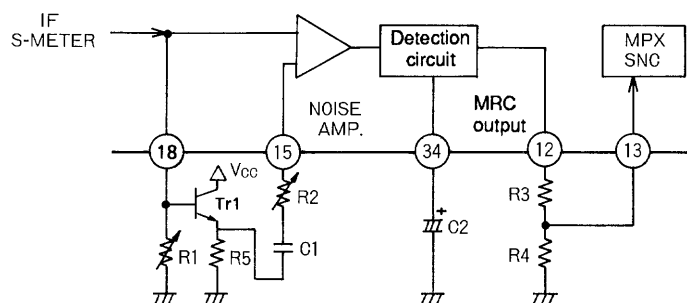 IF
S-METER
Detection
circuit
MPX
SNC
NOISE
AMP.
MRC
output
18
15
34
12
13
VCC
Tr1
R2
R3
R1
R5
C1
+
C2
R4